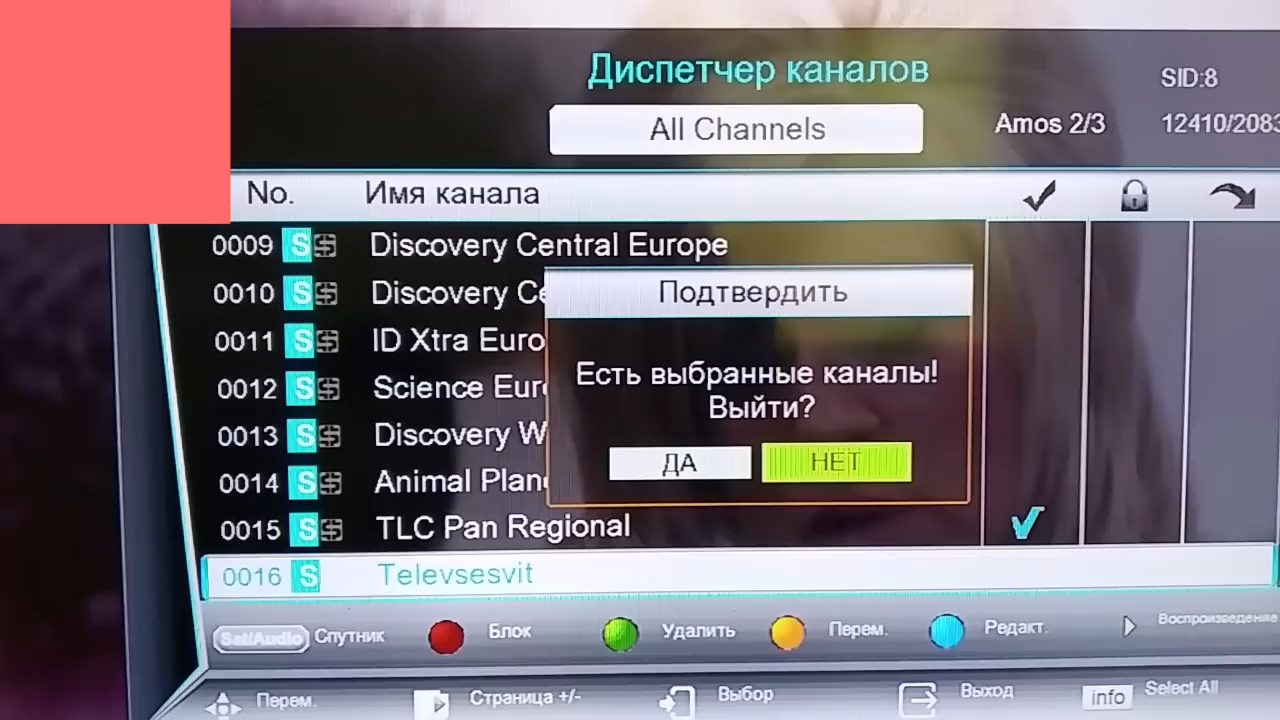 Диспетчер каналов
SID:8
All Channels
Amos 2/3
12410/2083
No. Имя канала
0009 S $ Discovery Central Europe
0010 S $ Discovery Ce
0011 S $ ID Xtra Euro
0012 S $ Science Eur
0013 S $ Discovery W
0014 S $ Animal Plan
0015 S $ TLC Pan Regional
0016 S Televsesvit
Подтвердить
Есть выбранные каналы!
Выйти?
ДА НЕТ
Sat/Audio Спутник Блок Удалить Перем. Редакт. Воспроизведение
Перем. Страница +/- Выбор Выход info Select All